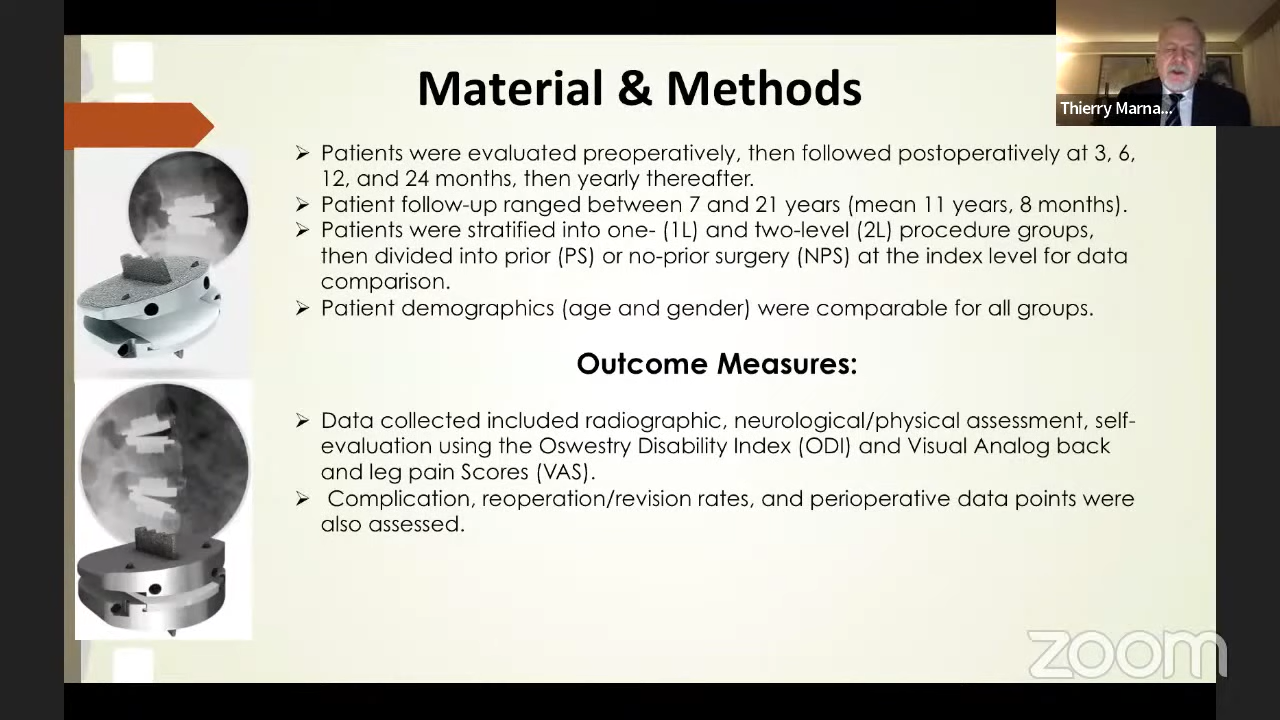 Material & Methods
Thierry Marna...
➢ Patients were evaluated preoperatively, then followed postoperatively at 3, 6,
12, and 24 months, then yearly thereafter.
➢ Patient follow-up ranged between 7 and 21 years (mean 11 years, 8 months).
➢ Patients were stratified into one- (1L) and two-level (2L) procedure groups,
then divided into prior (PS) or no-prior surgery (NPS) at the index level for data
comparison.
➢ Patient demographics (age and gender) were comparable for all groups.
Outcome Measures:
➢ Data collected included radiographic, neurological/physical assessment, self-
evaluation using the Oswestry Disability Index (ODI) and Visual Analog back
and leg pain Scores (VAS).
➢ Complication, reoperation/revision rates, and perioperative data points were
also assessed.
zoom